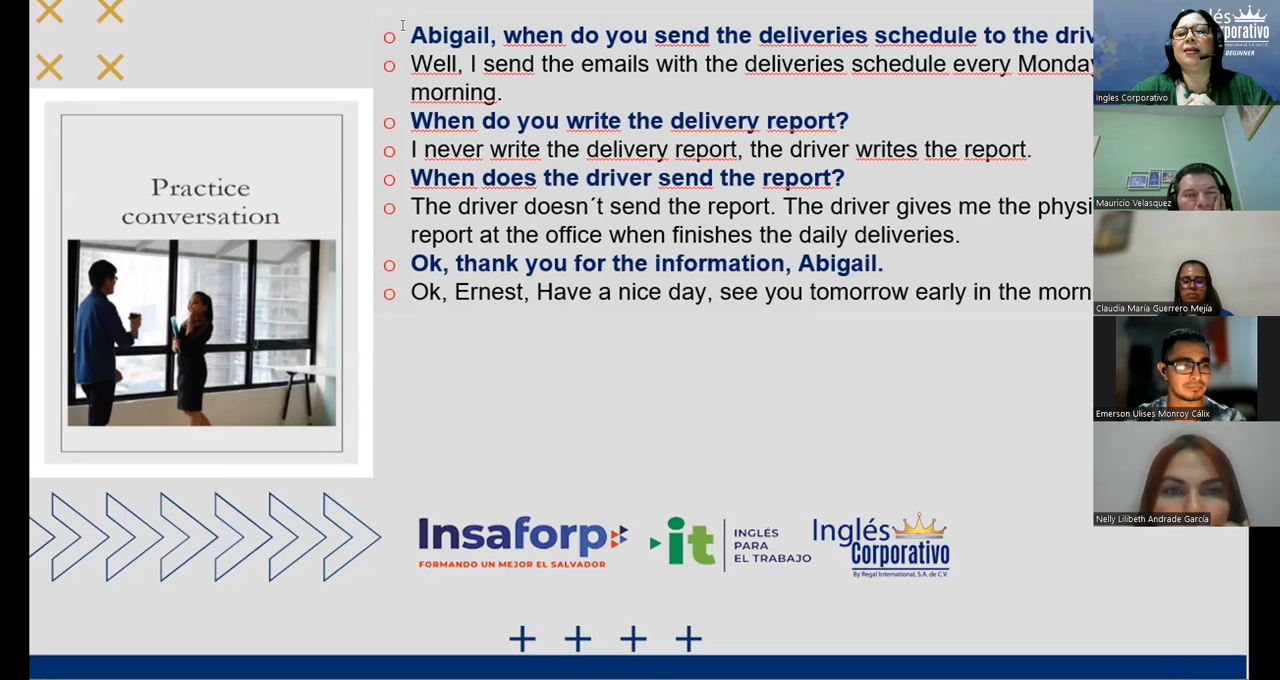 Abigail, when do you send the deliveries schedule to the
Well, I send the emails with the deliveries schedule every Monday
morning.
When do you write the delivery report?
I never write the delivery report, the driver writes the report.
When does the driver send the report?
The driver doesn´t send the report. The driver gives me the
report at the office when finishes the daily deliveries.
Ok, thank you for the information, Abigail.
Ok, Ernest, Have a nice day, see you tomorrow early in the
Practice
conversation
Insaforp
FORMANDO UN MEJOR EL SALVADOR
it
INGLÉS
PARA
EL TRABAJO
Inglés
Corporativo
By Regal International, S.A. de C.V.
BEGINNER
Ingles Corporativo
Mauricio Velasquez
Claudia María Guerrero Mejía
Emerson Ulises Monroy Cálix
Nelly Lilibeth Andrade García